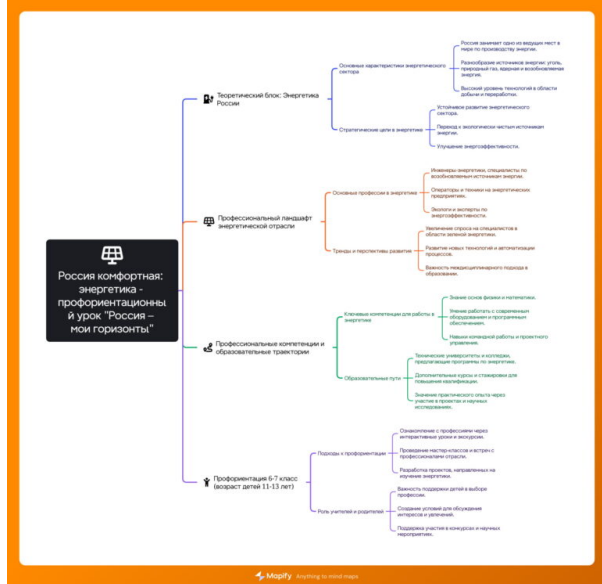 Россия комфортная:
энергетика -
профориентационны
й урок "Россия –
мои горизонты"
Теоретический блок: Энергетика
России
Основные характеристики энергетического
сектора
Россия занимает одно из ведущих мест в
мире по производству энергии.
Разнообразие источников энергии: уголь,
природный газ, ядерная и возобновляемая
энергия.
Высокий уровень технологий в области
добычи и переработки.
Стратегические цели в энергетике
Устойчивое развитие энергетического
сектора.
Переход к экологически чистым источникам
энергии.
Улучшение энергоэффективности.
Профессиональный ландшафт
энергетической отрасли
Основные профессии в энергетике
Инженеры-энергетики, специалисты по
возобновляемым источникам энергии.
Операторы и техники на энергетических
предприятиях.
Экологи и эксперты по
энергоэффективности.
Тренды и перспективы развития
Увеличение спроса на специалистов в
области зеленой энергетики.
Развитие новых технологий и автоматизации
процессов.
Важность междисциплинарного подхода в
образовании.
Профессиональные компетенции и
образовательные траектории
Ключевые компетенции для работы в
энергетике
Знание основ физики и математики.
Умение работать с современным
оборудованием и программным
обеспечением.
Навыки командной работы и проектного
управления.
Образовательные пути
Технические университеты и колледжи,
предлагающие программы по энергетике.
Дополнительные курсы и стажировки для
повышения квалификации.
Значение практического опыта через
участие в проектах и научных
исследованиях.
Профориентация 6-7 класс
(возраст детей 11-13 лет)
Подходы к профориентации
Ознакомление с профессиями через
интерактивные уроки и экскурсии.
Проведение мастер-классов и встреч с
профессионалами отрасли.
Разработка проектов, направленных на
изучение энергетики.
Роль учителей и родителей
Важность поддержки детей в выборе
профессии.
Создание условий для обсуждения
интересов и увлечений.
Поддержка участия в конкурсах и научных
мероприятиях.
Mapify Anything to mind maps